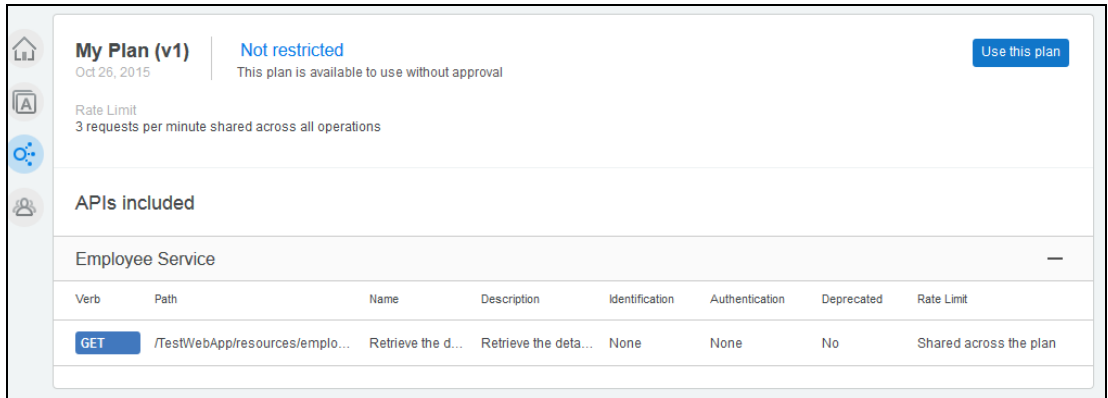 My Plan (v1)
Oct 26, 2015
Not restricted
This plan is available to use without approval
Use this plan
Rate Limit
3 requests per minute shared across all operations
A
APIs included
Employee Service
Verb Path Name Description Identification Authentication Deprecated Rate Limit
GET /TestWebApp/resources/emplo... Retrieve the d... Retrieve the deta... None None No Shared across the plan